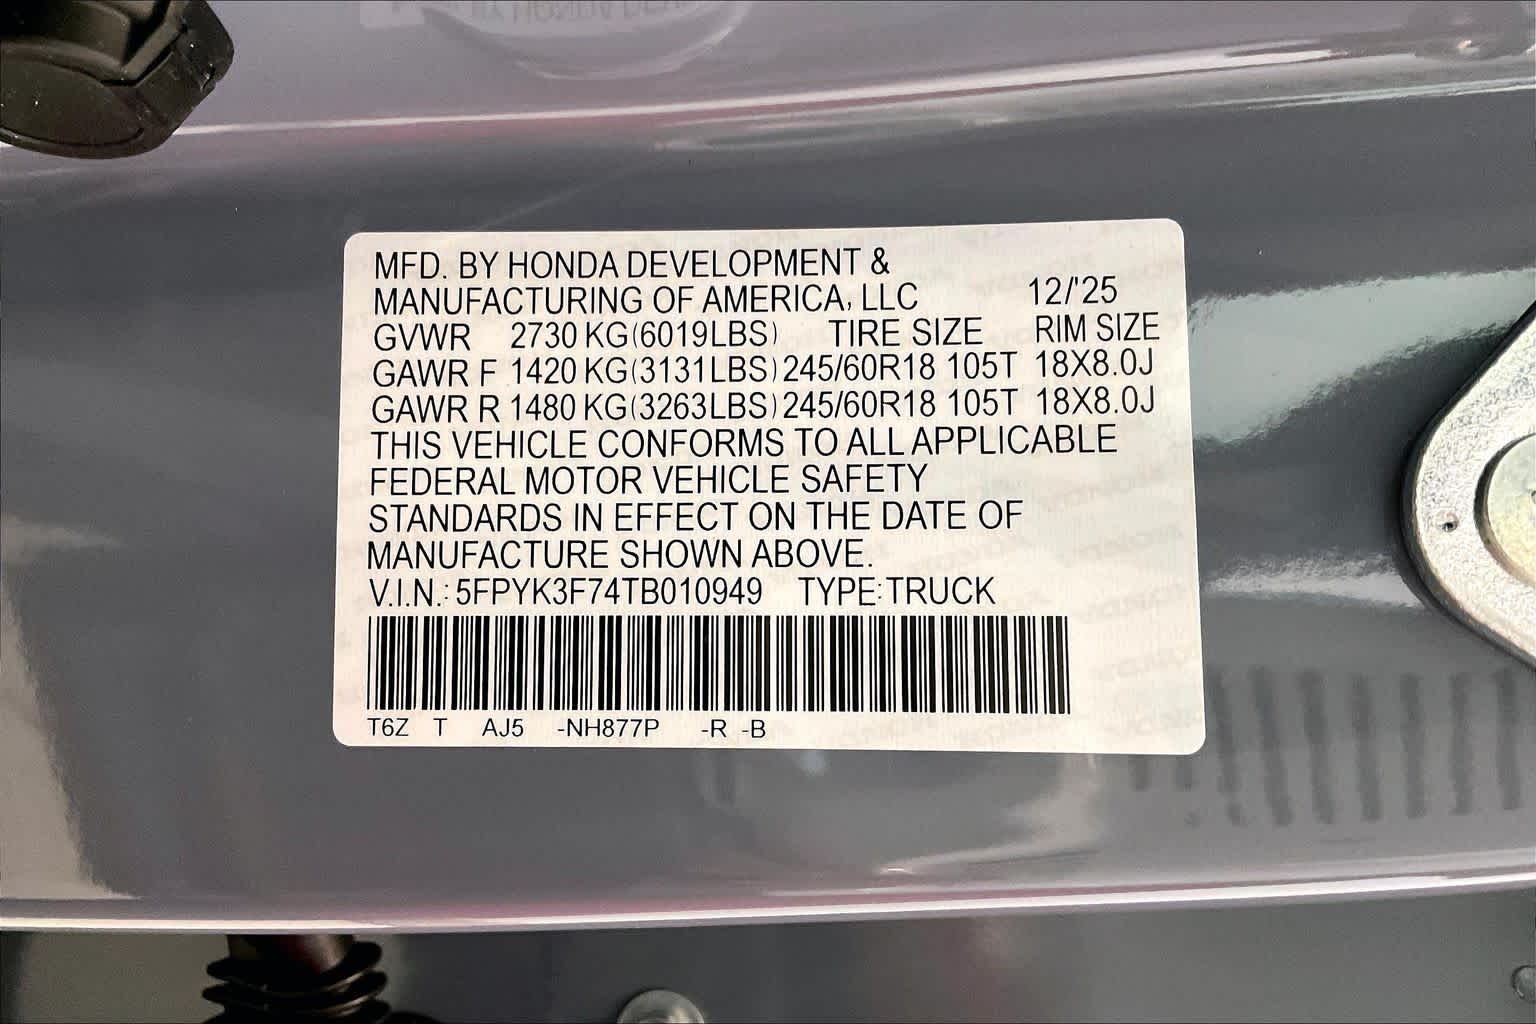 MFD. BY HONDA DEVELOPMENT &
MANUFACTURING OF AMERICA, LLC 12/'25
GVWR 2730 KG(6019LBS) TIRE SIZE RIM SIZE
GAWR F 1420 KG(3131LBS) 245/60R18 105T 18X8.0J
GAWR R 1480 KG(3263LBS) 245/60R18 105T 18X8.0J
THIS VEHICLE CONFORMS TO ALL APPLICABLE
FEDERAL MOTOR VEHICLE SAFETY
STANDARDS IN EFFECT ON THE DATE OF
MANUFACTURE SHOWN ABOVE.
V.I.N.: 5FPYK3F74TB010949 TYPE:TRUCK
T6Z T AJ5 -NH877P -R -B